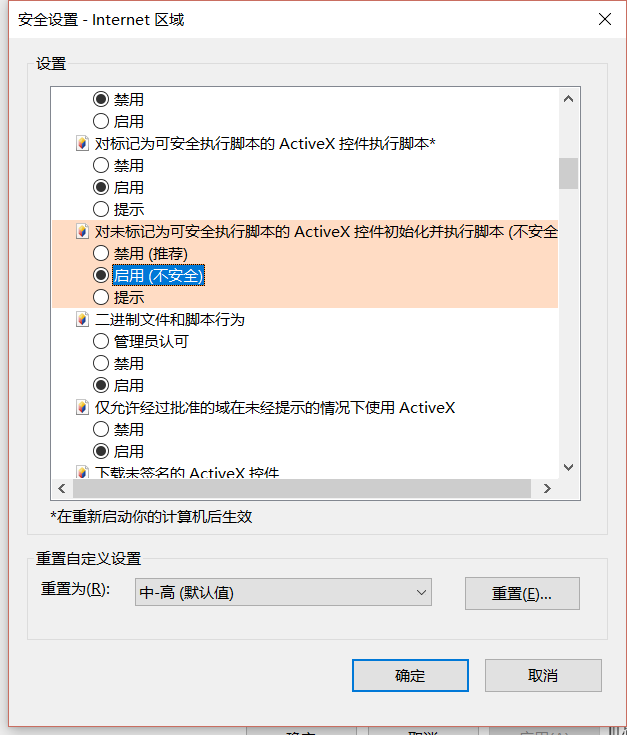 安全设置 - Internet 区域
设置
禁用
启用
对标记为可安全执行脚本的 ActiveX 控件执行脚本*
禁用
启用
提示
对未标记为可安全执行脚本的 ActiveX 控件初始化并执行脚本 (不安全
禁用 (推荐)
启用 (不安全)
提示
二进制文件和脚本行为
管理员认可
禁用
启用
仅允许经过批准的域在未经提示的情况下使用 ActiveX
禁用
启用
下载未签名的 ActiveX 控件
*在重新启动你的计算机后生效
重置自定义设置
重置为(R):
中-高 (默认值)
重置(E)...
确定
取消
确定
取消